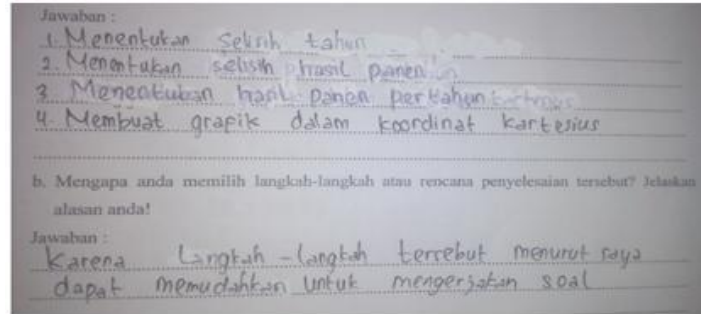 Jawaban :
1. Menentukan Selisih tahun
2. Menentukan selisih hasil panen
3. Menentukan hasil panen pertahun
4. Membuat grapik dalam koordinat kartesius
b. Mengapa anda memilih langkah-langkah atau rencana penyelesaian tersebut? Jelaskan
alasan anda!
Jawaban :
Karena Langkah - langkah tercebut menurut saya
dapat memudahkan untuk mengerjakan soal